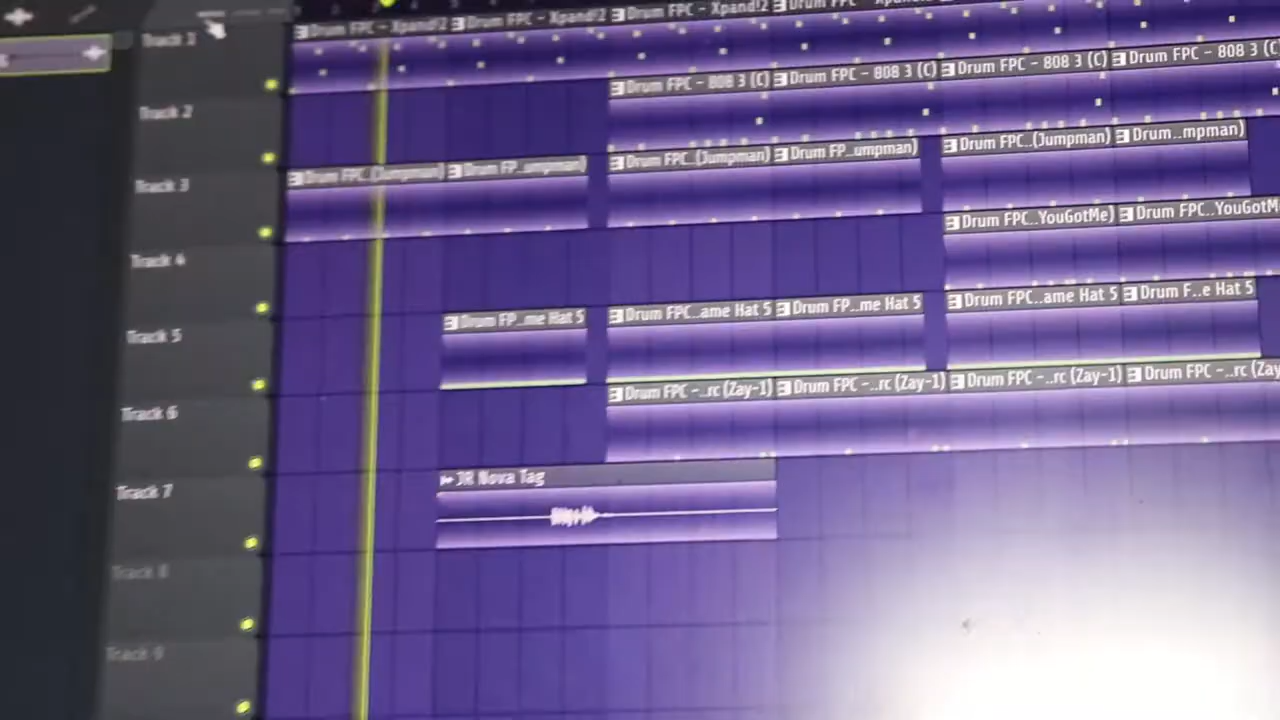 Track 1
Drum FPC - Xpand!2 Drum FPC - Xpand!2 Drum FPC - Xpand!2 Drum FPC - Xpand!2
Track 2
Drum FPC - 808 3 (C) Drum FPC - 808 3 (C) Drum FPC - 808 3 (C) Drum FPC - 808 3 (C)
Track 3
Drum FPC..(Jumpman) Drum FP..umpman) Drum FPC..(Jumpman) Drum FP..umpman) Drum FPC..(Jumpman) Drum..mpman)
Track 4
Drum FPC..YouGotMe) Drum FPC..YouGotM
Track 5
Drum FP..me Hat 5 Drum FPC..ame Hat 5 Drum FP..me Hat 5 Drum FPC..ame Hat 5 Drum F..e Hat 5
Track 6
Drum FPC -..rc (Zay-1) Drum FPC -..rc (Zay-1) Drum FPC -..rc (Zay-1) Drum FPC -..rc (Zay
Track 7
JR Nova Tag
Track 8
Track 9